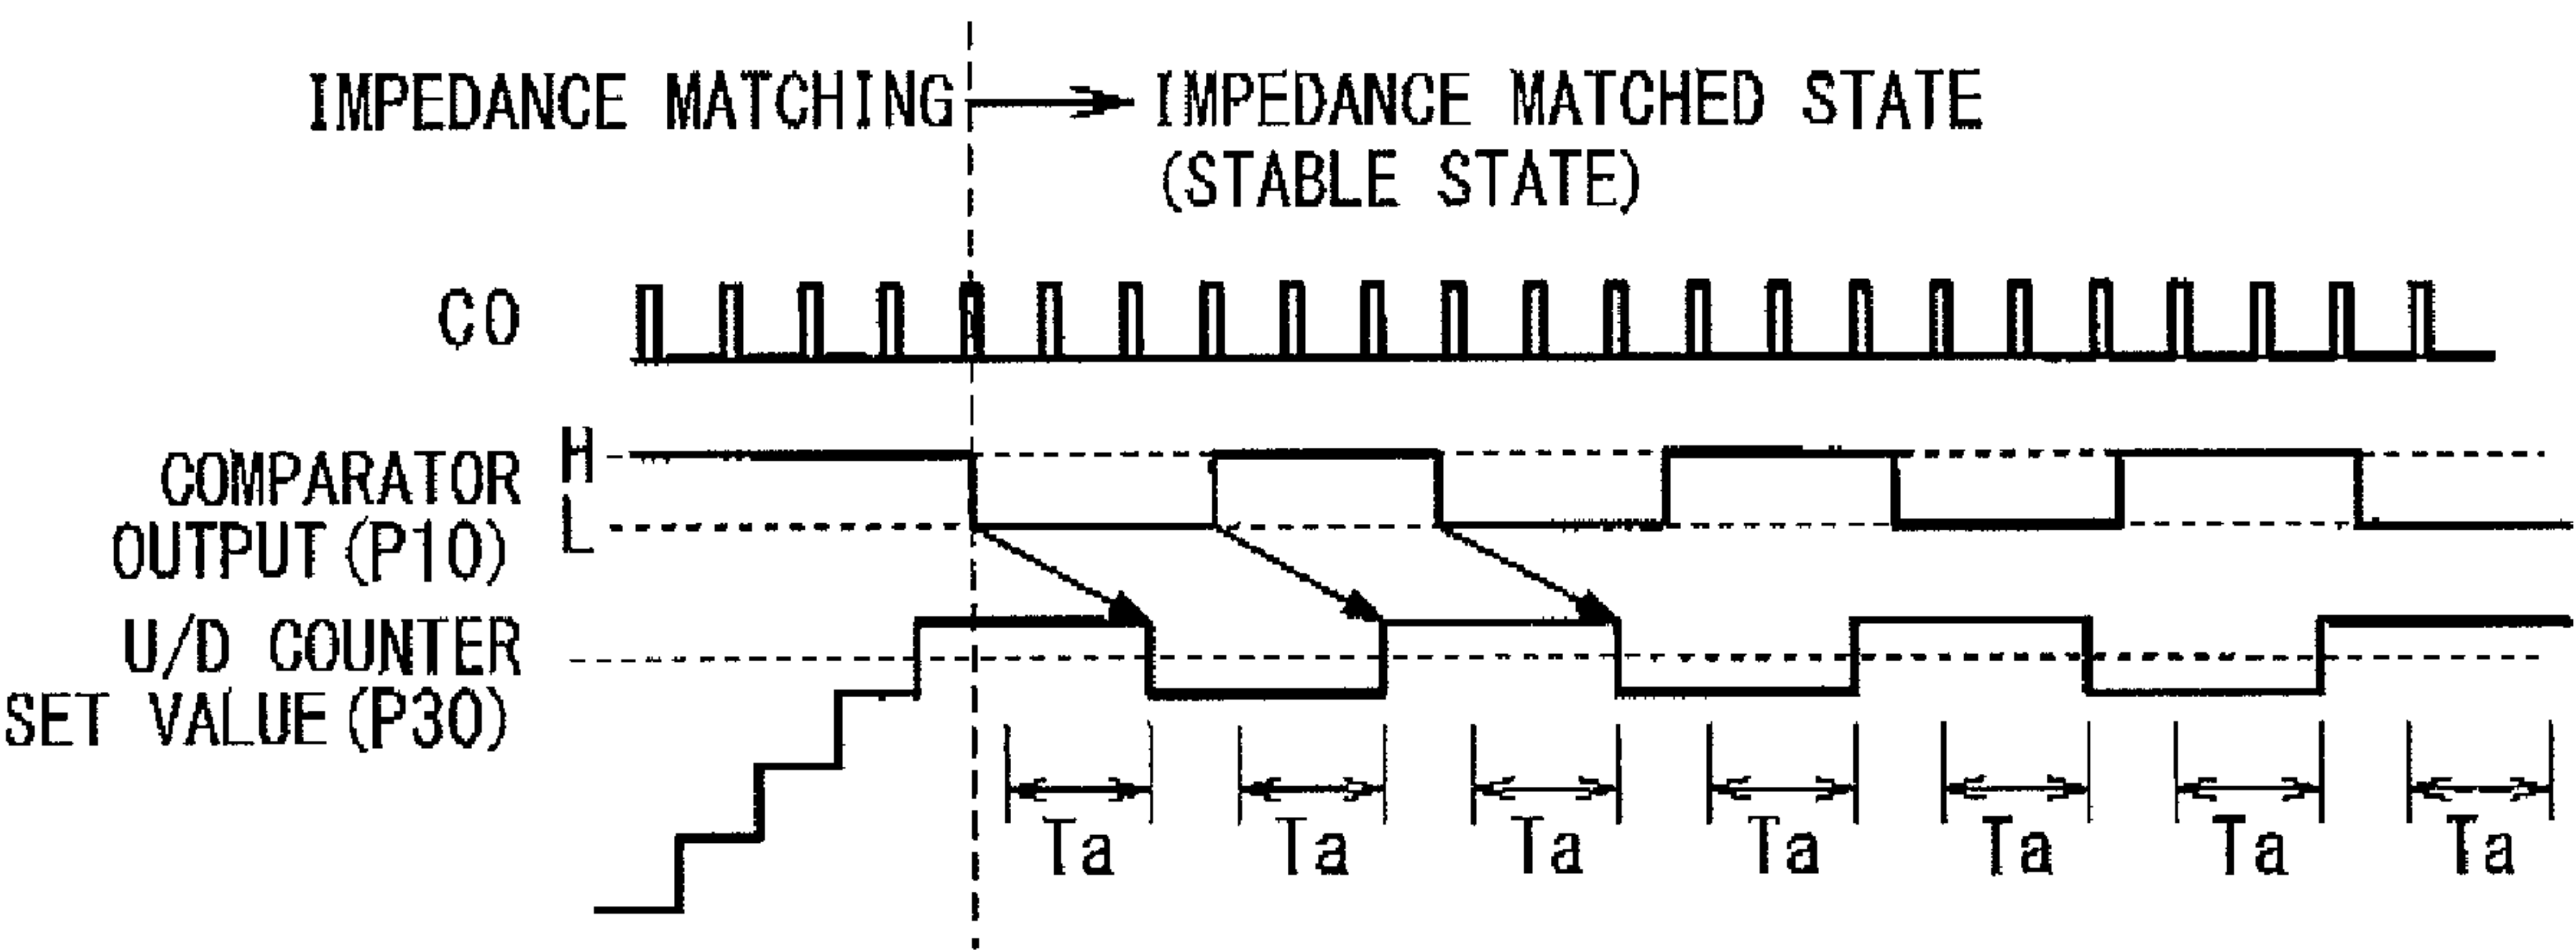 IMPEDANCE MATCHING
IMPEDANCE MATCHED STATE
(STABLE STATE)
C0
COMPARATOR
OUTPUT(P10)
H
L
U/D COUNTER
SET VALUE(P30)
Ta Ta Ta Ta Ta Ta Ta